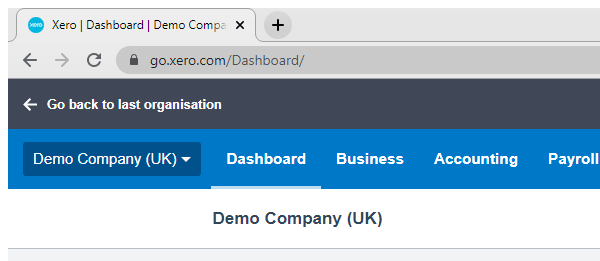 xero Xero | Dashboard | Demo Compa
go.xero.com/Dashboard/
Go back to last organisation
Demo Company (UK) Dashboard Business Accounting Payroll
Demo Company (UK)